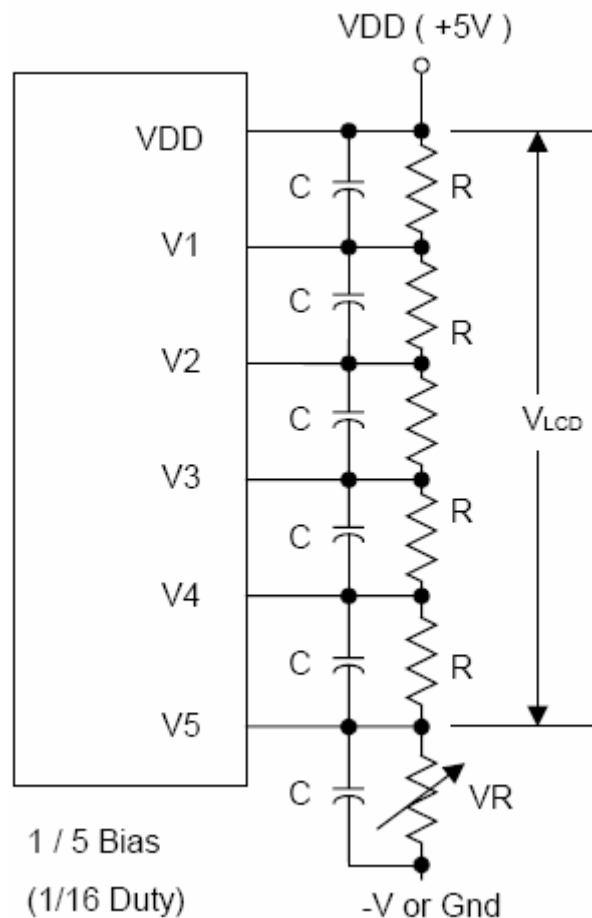 VDD ( +5V )
VDD
C
R
V1
C
R
V2
C
VLCD
V3
C
R
V4
C
R
V5
C
VR
1 / 5 Bias
(1/16 Duty)
-V or Gnd